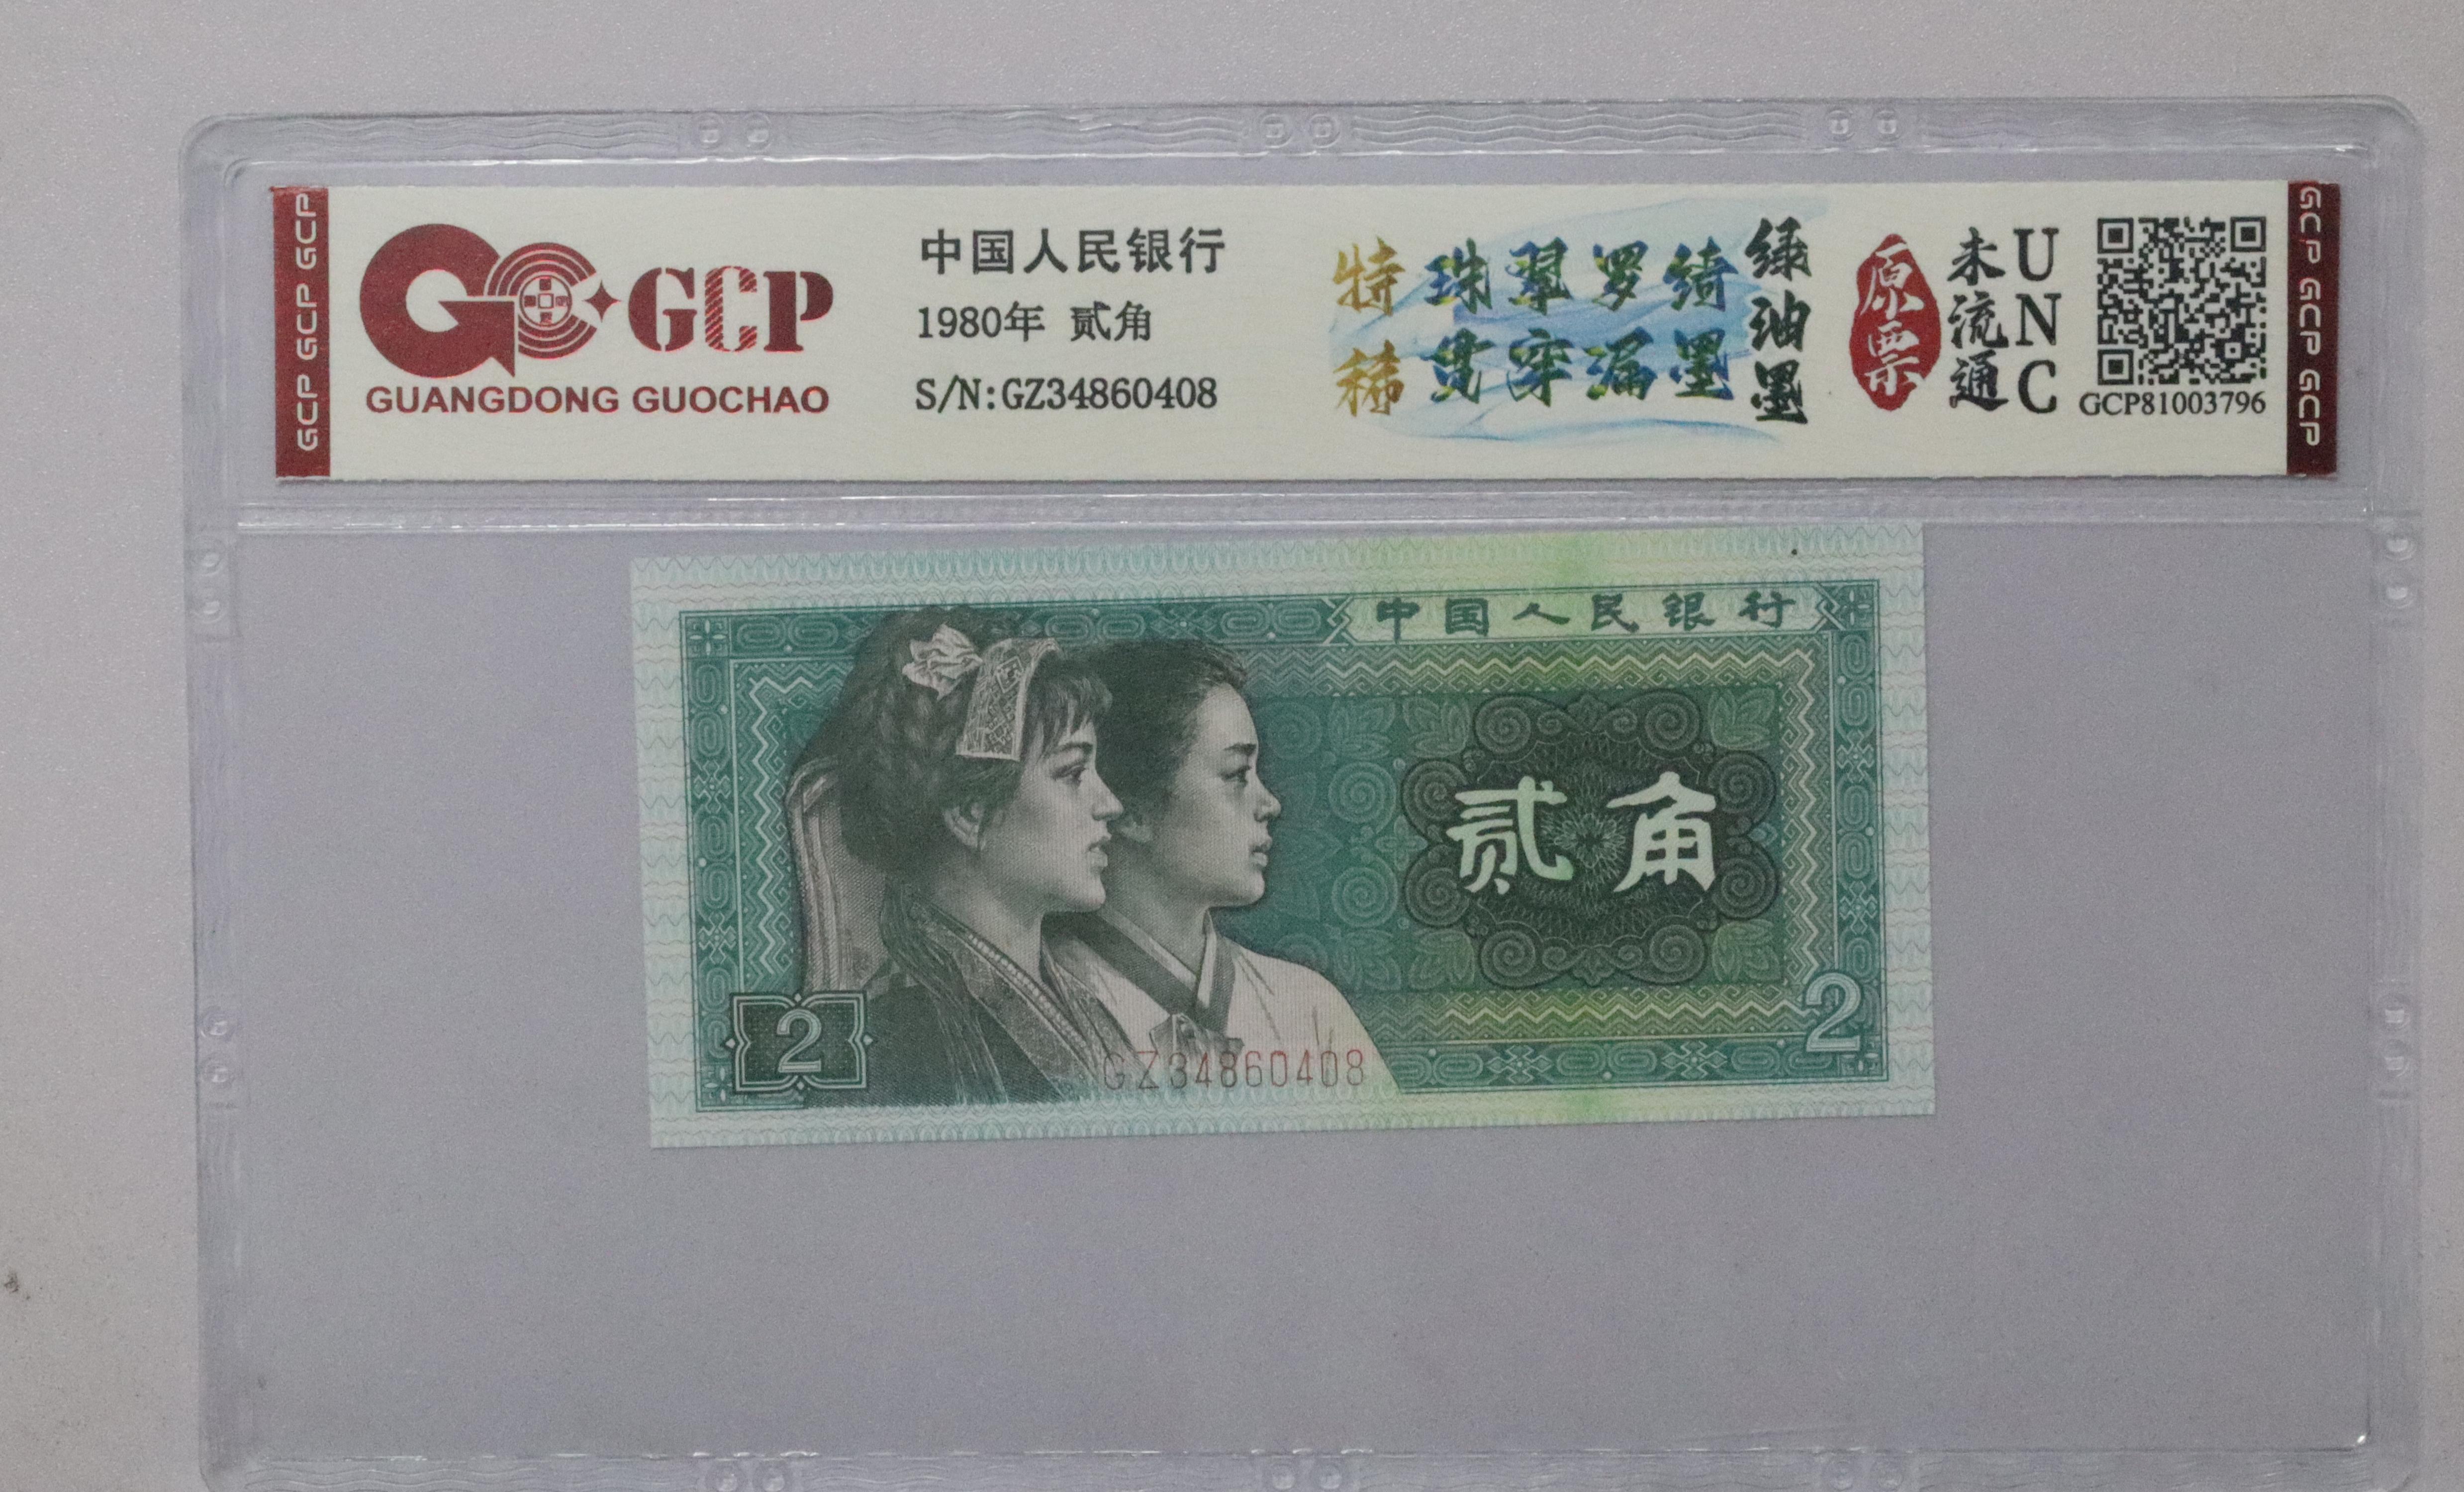 GCP GCP GCP
GCP
GUANGDONG GUOCHAO
中国人民银行
1980年 贰角
S/N:GZ34860408
特稀
珠翠罗绮
贯穿漏墨
绿油墨
原票
未流通
UNC
GCP81003796
GCP GCP GCP
中国人民银行
贰角
2
2
GZ34860408